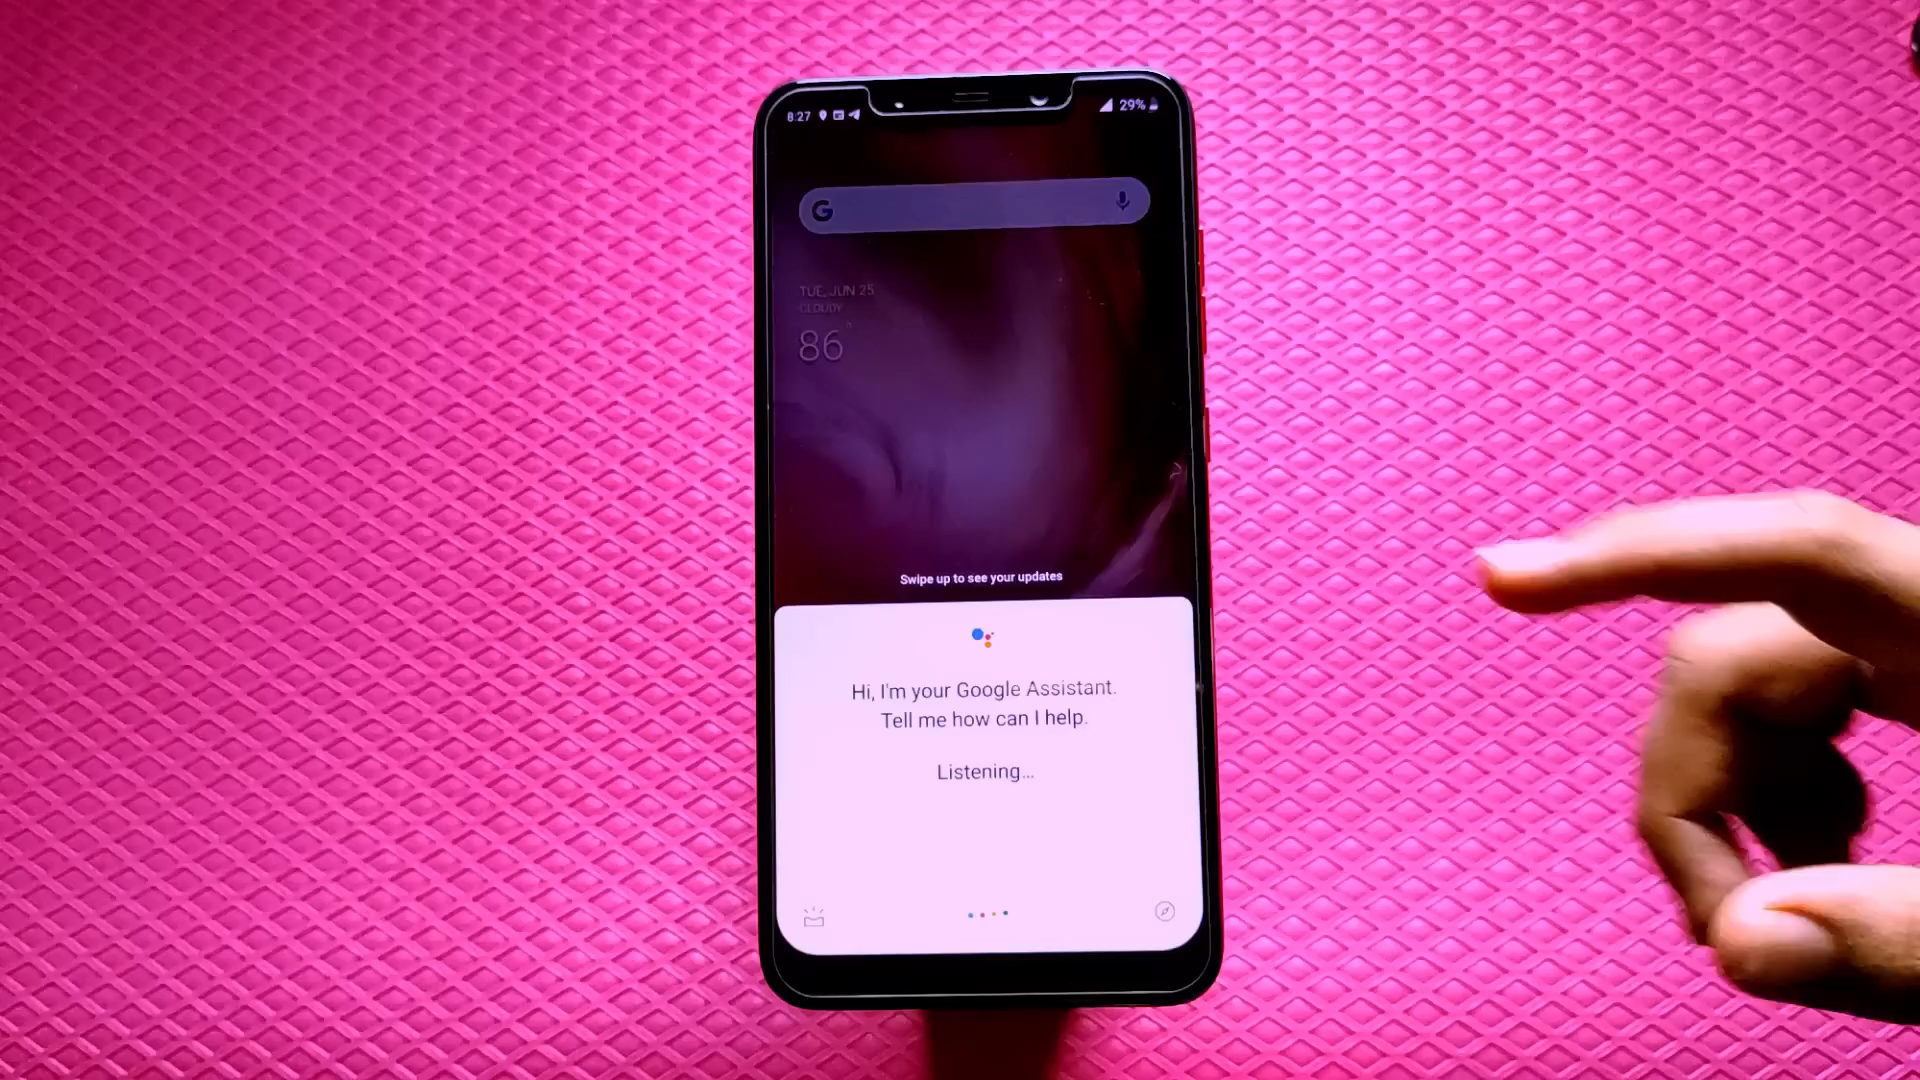 8:27
29%
G
TUE, JUN 25
CLOUDY
86°
Swipe up to see your updates
Hi, I'm your Google Assistant.
Tell me how can I help.
Listening...